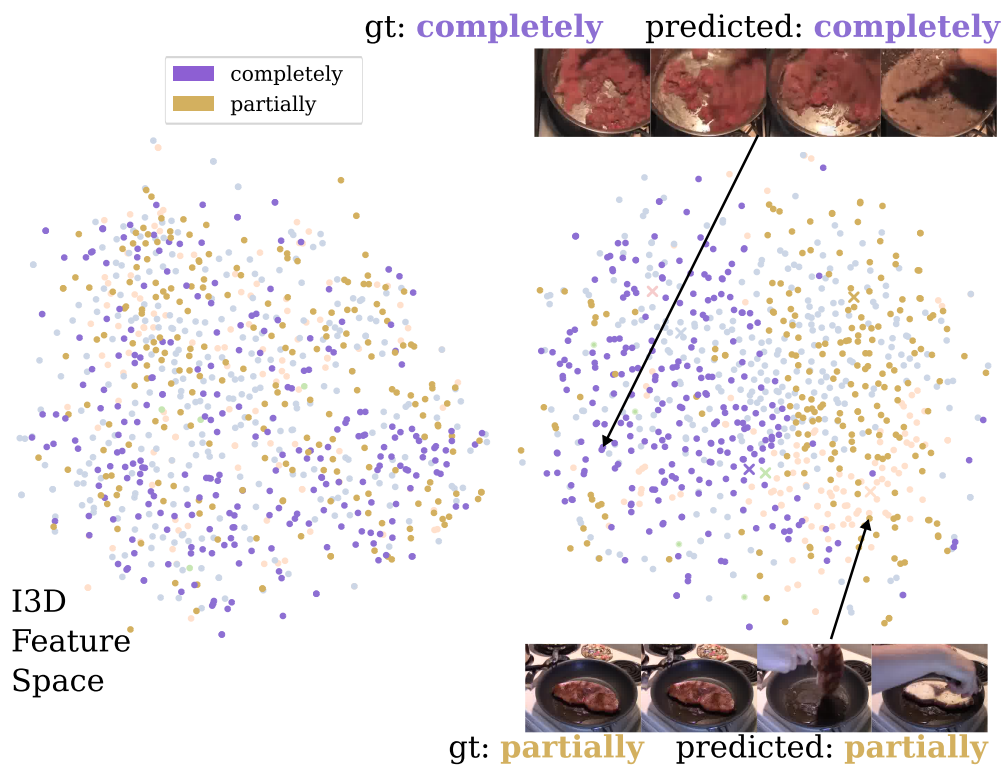 gt: completely predicted: completely
completely
partially
I3D
Feature
Space
gt: partially predicted: partially